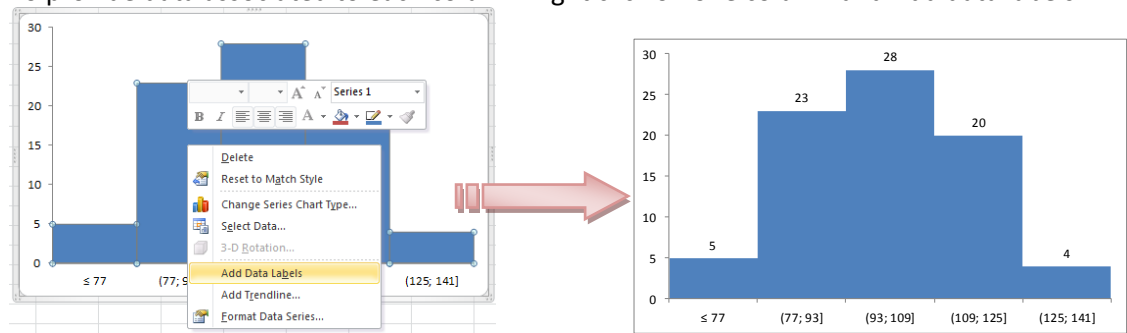 30
25
20
15
10
5
0
≤ 77
(77; 9
(125; 141]
Series 1
B I A
Delete
Reset to Match Style
Change Series Chart Type...
Select Data...
3-D Rotation...
Add Data Labels
Add Trendline...
Format Data Series...
30
25
20
15
10
5
0
5
23
28
20
4
≤ 77
(77; 93]
(93; 109]
(109; 125]
(125; 141]